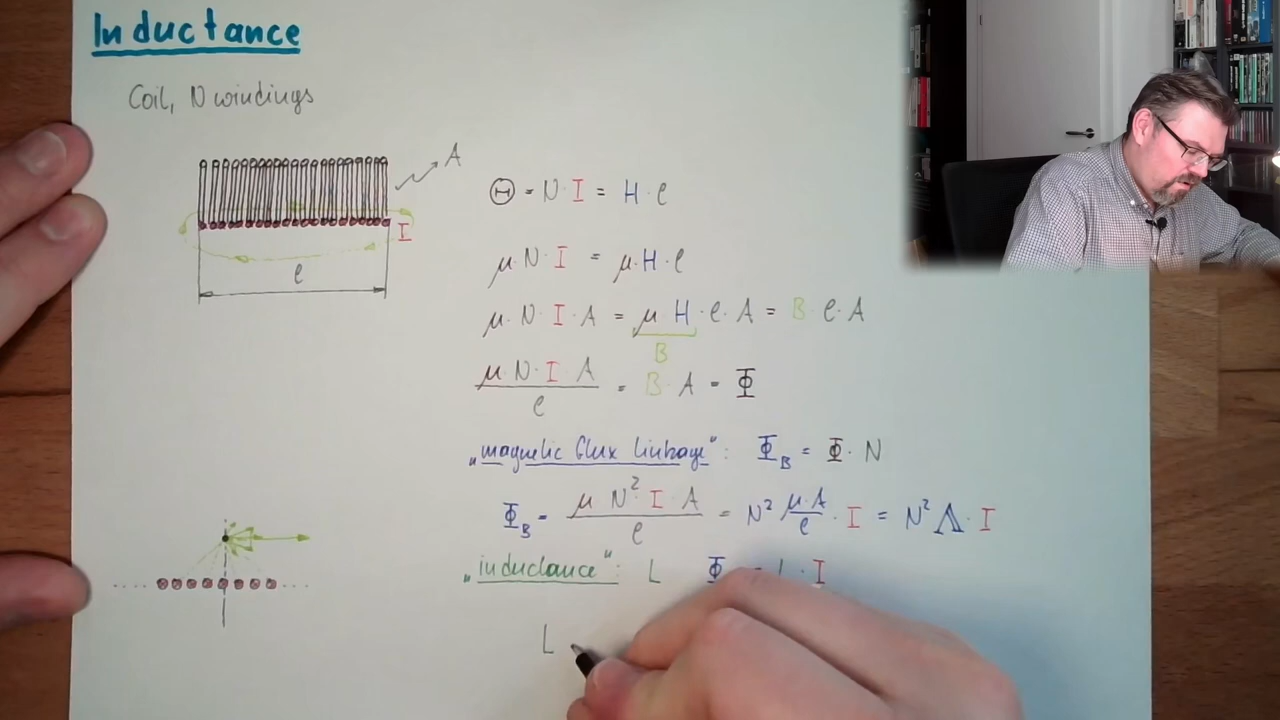 Inductance
Coil, N windings
A
I
l
Θ = N · I = H · l
μ · N · I = μ · H · l
μ · N · I · A = μ · H · l · A = B · l · A
B
μ · N · I · A / l = B · A = Φ
„magnetic flux linkage": Φ_B = Φ · N
Φ_B = μ N² I A / l = N² μ · A / l · I = N² Λ · I
„inductance": L Φ = L · I
L